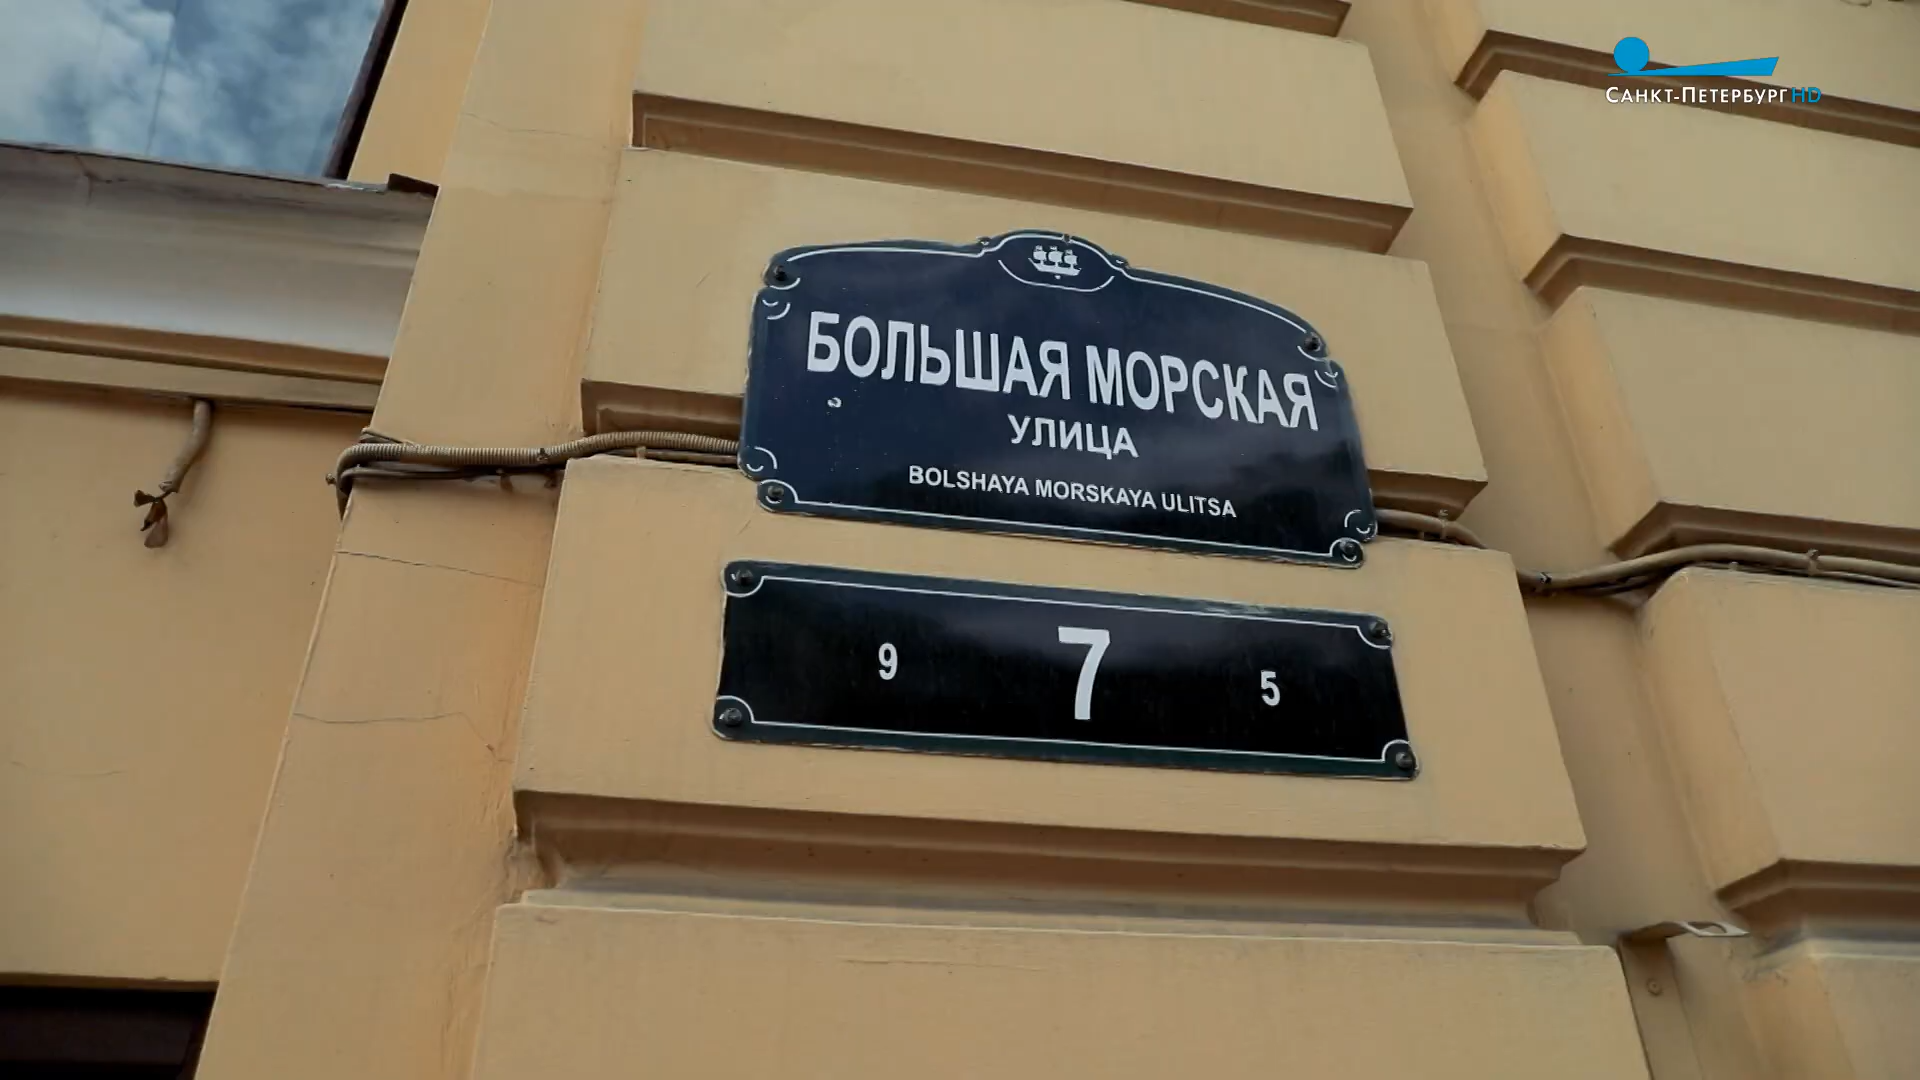 САНКТ-ПЕТЕРБУРГ HD
БОЛЬШАЯ МОРСКАЯ
УЛИЦА
BOLSHAYA MORSKAYA ULITSA
9 7 5